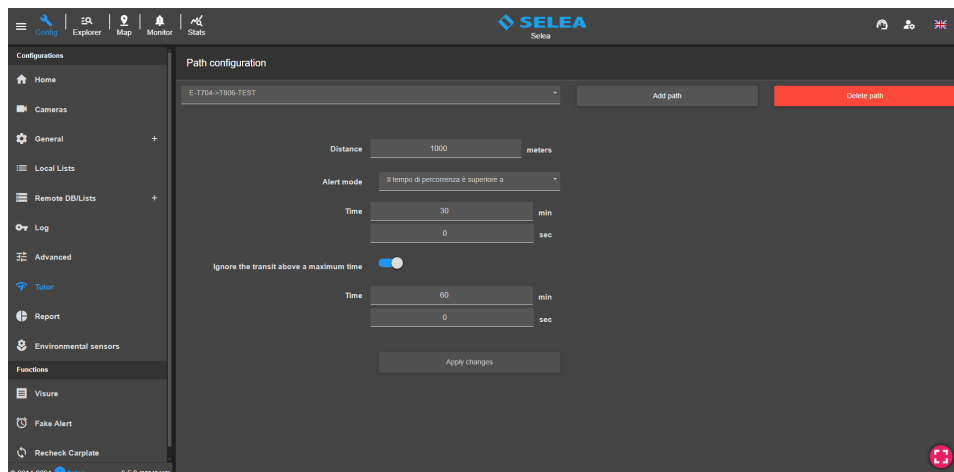 Config
Explorer
Map
Monitor
Stats
SELEA
Selea
Configurations
Home
Cameras
General +
Local Lists
Remote DB/Lists +
Log
Advanced
Tutor
Report
Environmental sensors
Functions
Visure
Fake Alert
Recheck Carplate
Path configuration
E-T704->T806-TEST
Add path
Delete path
Distance 1000 meters
Alert mode Il tempo di percorrenza è superiore a
Time 30 min
0 sec
Ignore the transit above a maximum time
Time 60 min
0 sec
Apply changes